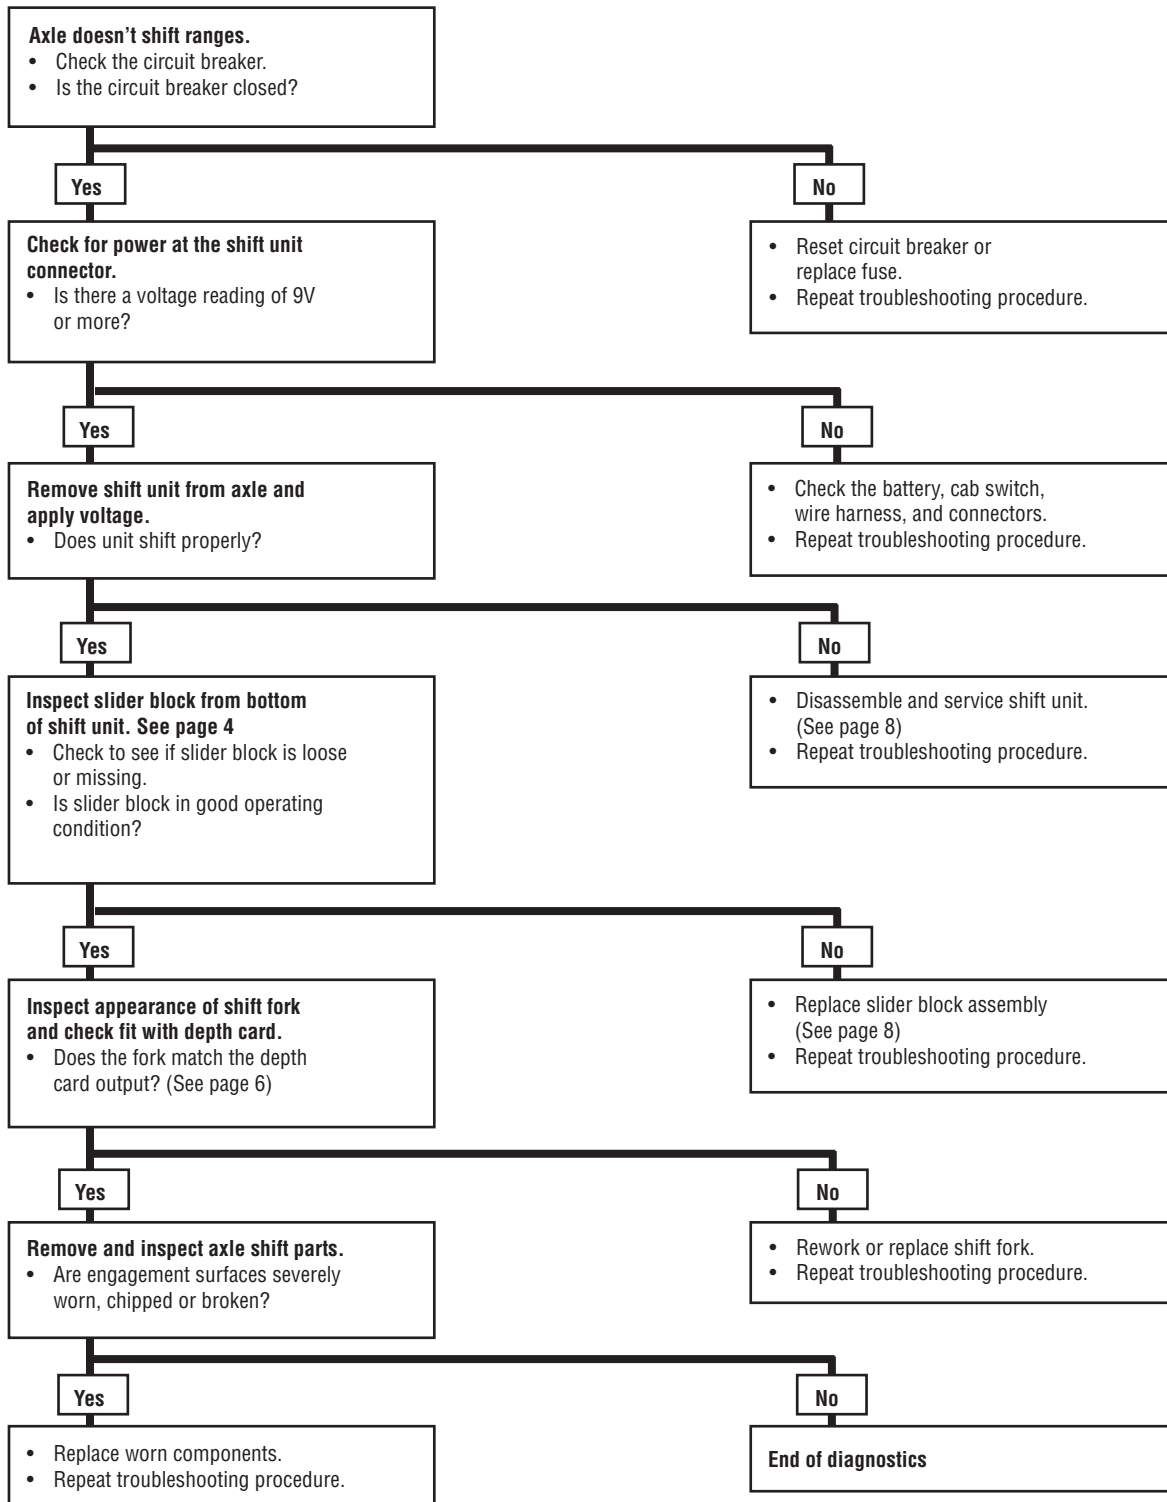 Axle doesn't shift ranges.
• Check the circuit breaker.
• Is the circuit breaker closed?
Yes
No
Check for power at the shift unit
connector.
• Is there a voltage reading of 9V
or more?
• Reset circuit breaker or
replace fuse.
• Repeat troubleshooting procedure.
Yes
No
Remove shift unit from axle and
apply voltage.
• Does unit shift properly?
• Check the battery, cab switch,
wire harness, and connectors.
• Repeat troubleshooting procedure.
Yes
No
Inspect slider block from bottom
of shift unit. See page 4
• Check to see if slider block is loose
or missing.
• Is slider block in good operating
condition?
• Disassemble and service shift unit.
(See page 8)
• Repeat troubleshooting procedure.
Yes
No
Inspect appearance of shift fork
and check fit with depth card.
• Does the fork match the depth
card output? (See page 6)
• Replace slider block assembly
(See page 8)
• Repeat troubleshooting procedure.
Yes
No
Remove and inspect axle shift parts.
• Are engagement surfaces severely
worn, chipped or broken?
• Rework or replace shift fork.
• Repeat troubleshooting procedure.
Yes
No
• Replace worn components.
• Repeat troubleshooting procedure.
End of diagnostics